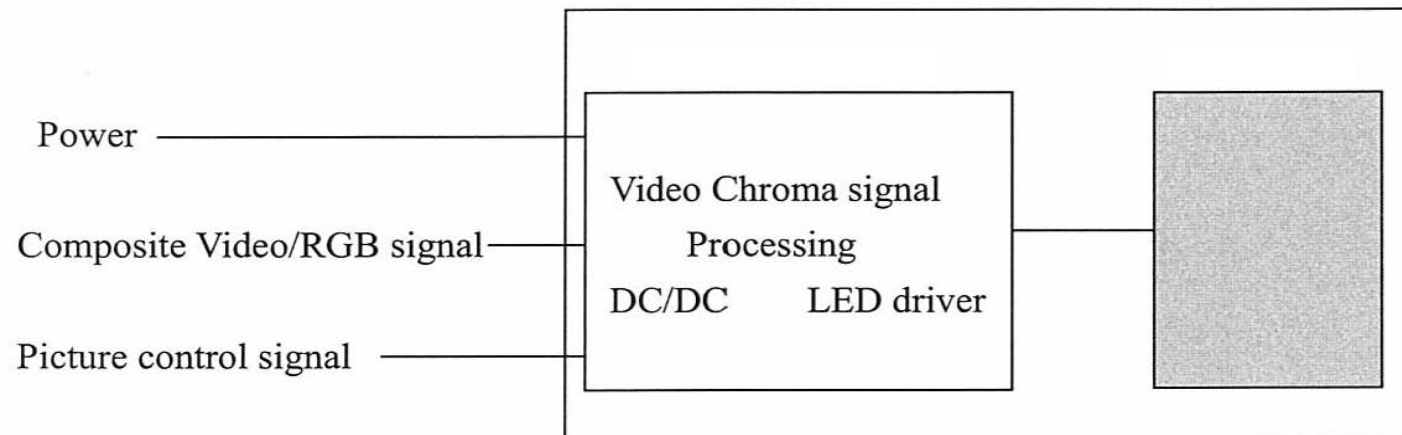 Power
Composite Video/RGB signal
Picture control signal
Video Chroma signal
Processing
DC/DC LED driver